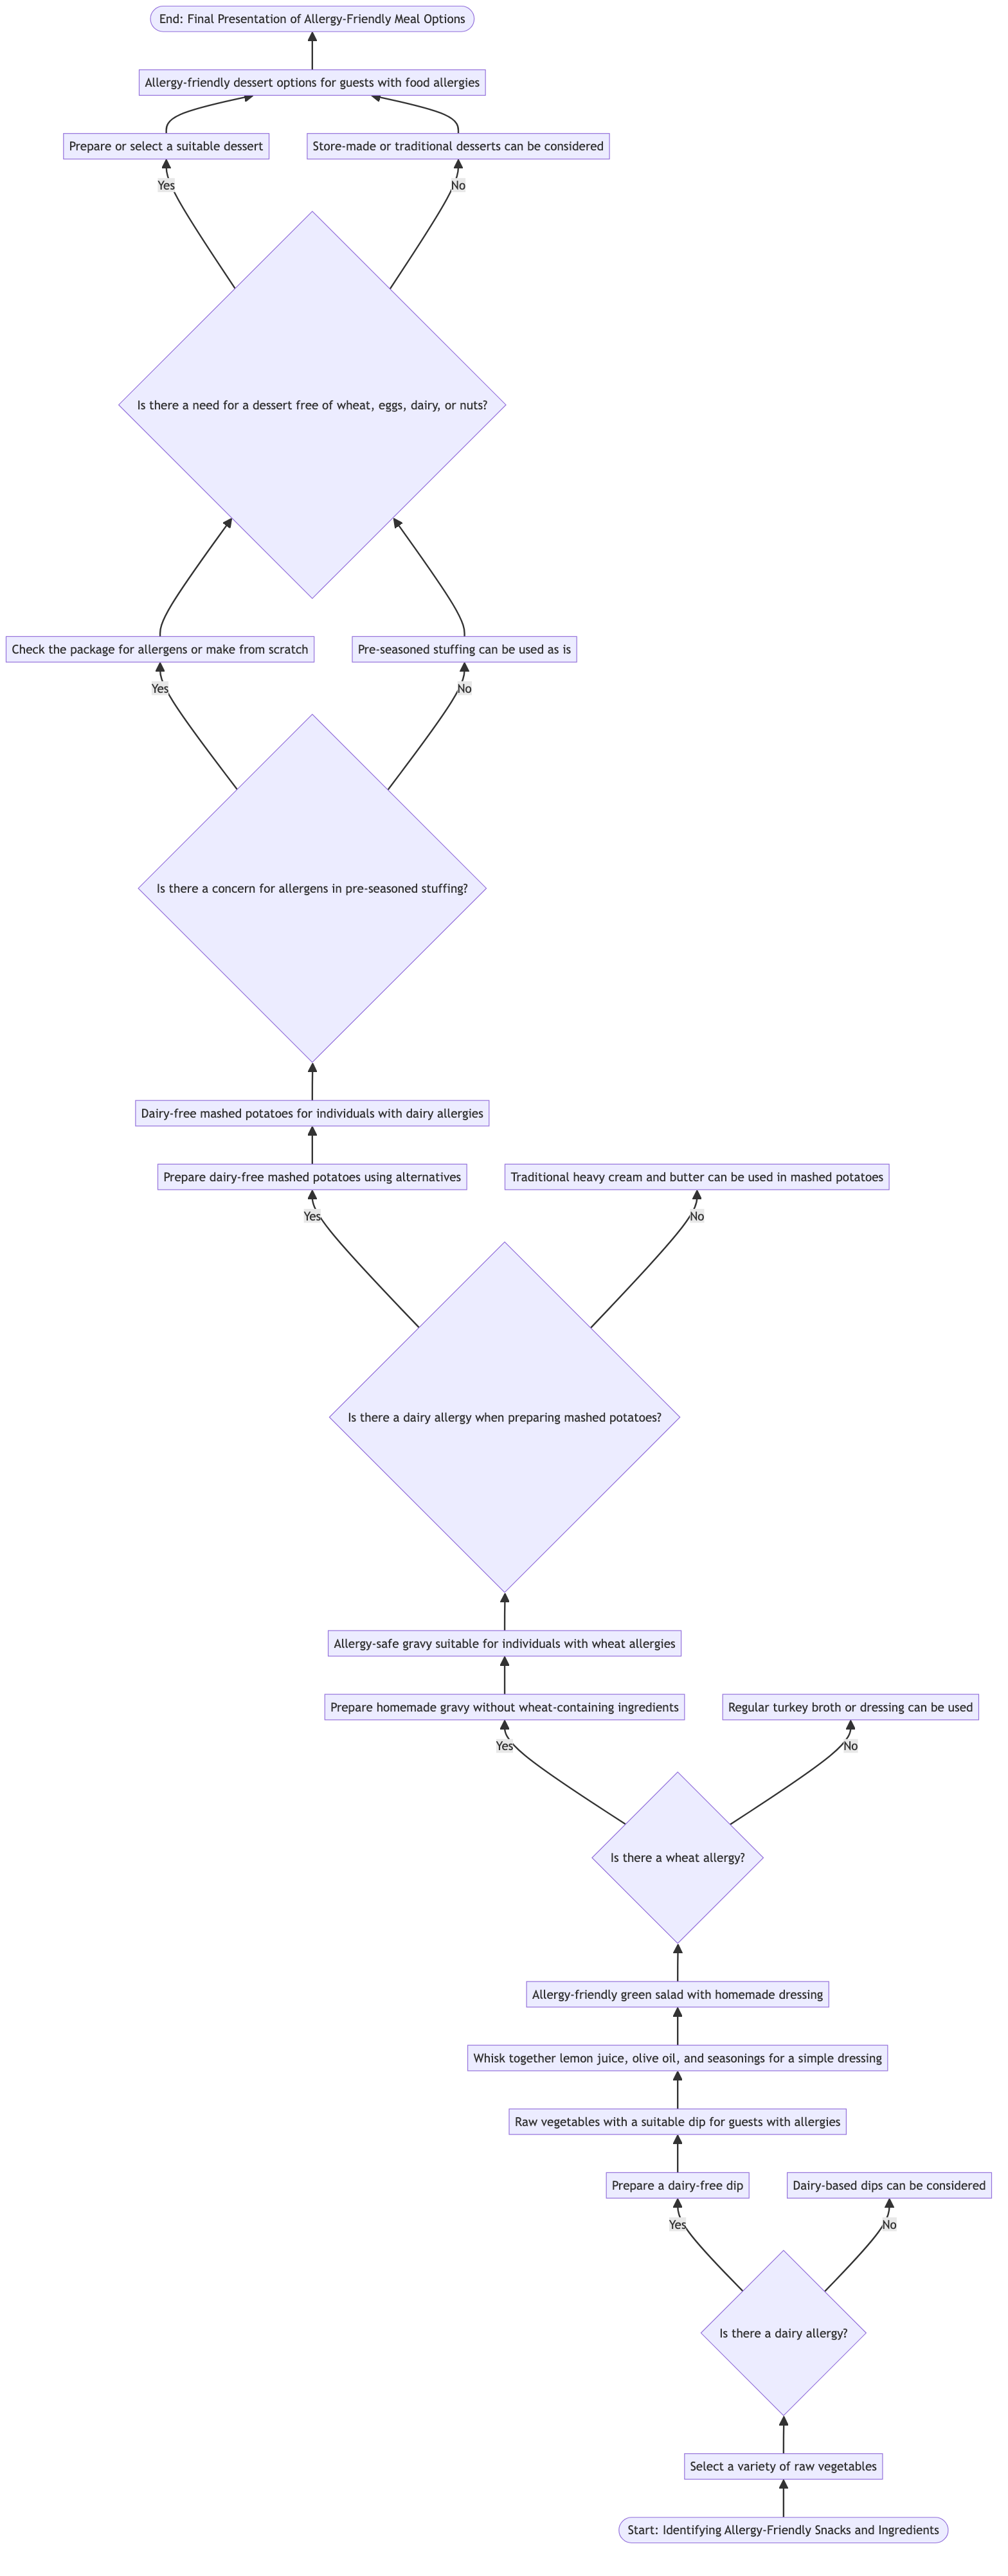 End: Final Presentation of Allergy-Friendly Meal Options
Allergy-friendly dessert options for guests with food allergies
Prepare or select a suitable dessert
Store-made or traditional desserts can be considered
Yes
No
Is there a need for a dessert free of wheat, eggs, dairy, or nuts?
Check the package for allergens or make from scratch
Pre-seasoned stuffing can be used as is
Yes
No
Is there a concern for allergens in pre-seasoned stuffing?
Dairy-free mashed potatoes for individuals with dairy allergies
Prepare dairy-free mashed potatoes using alternatives
Traditional heavy cream and butter can be used in mashed potatoes
Yes
No
Is there a dairy allergy when preparing mashed potatoes?
Allergy-safe gravy suitable for individuals with wheat allergies
Prepare homemade gravy without wheat-containing ingredients
Regular turkey broth or dressing can be used
Yes
No
Is there a wheat allergy?
Allergy-friendly green salad with homemade dressing
Whisk together lemon juice, olive oil, and seasonings for a simple dressing
Raw vegetables with a suitable dip for guests with allergies
Prepare a dairy-free dip
Dairy-based dips can be considered
Yes
No
Is there a dairy allergy?
Select a variety of raw vegetables
Start: Identifying Allergy-Friendly Snacks and Ingredients